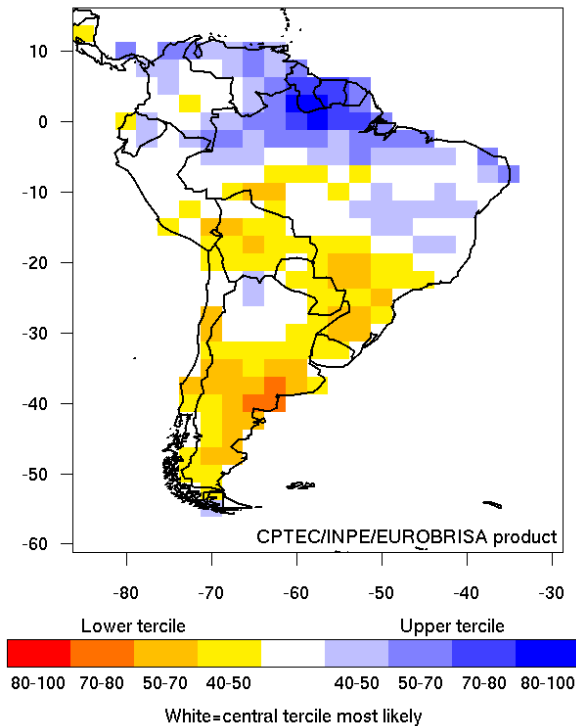 10
0
-10
-20
-30
-40
-50
-60
CPTEC/INPE/EUROBRISA product
-80 -70 -60 -50 -40 -30
Lower tercile Upper tercile
80-100 70-80 50-70 40-50 40-50 50-70 70-80 80-100
White=central tercile most likely